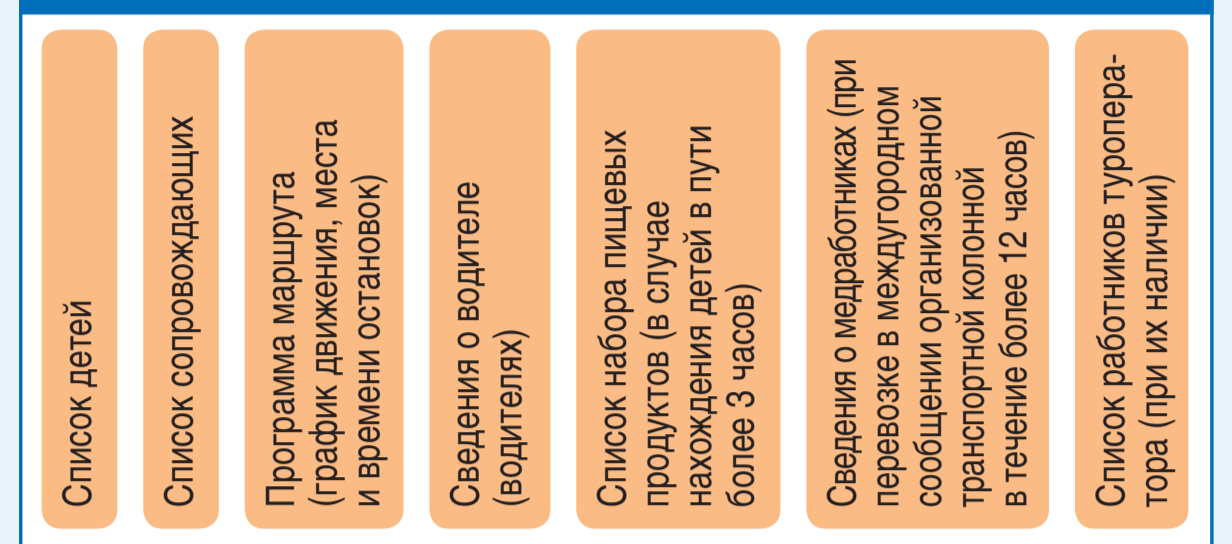 Список детей
Список сопровождающих
Программа маршрута
(график движения, места
и времени остановок)
Сведения о водителе
(водителях)
Список набора пищевых
продуктов (в случае
нахождения детей в пути
более 3 часов)
Сведения о медработниках (при
перевозке в междугородном
сообщении организованной
транспортной колонной
в течение более 12 часов)
Список работников туропера-
тора (при их наличии)